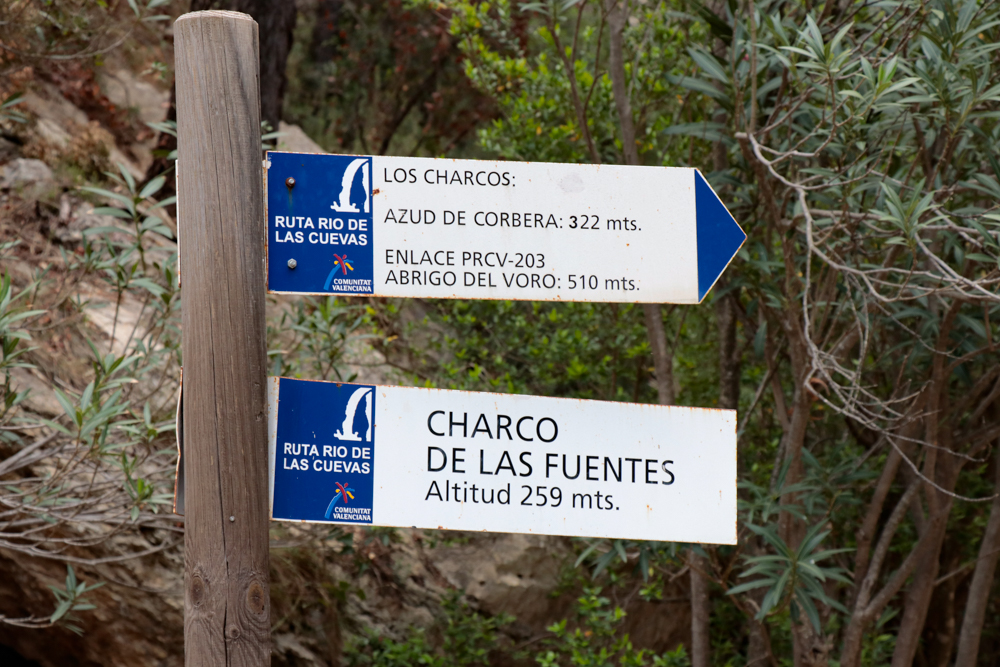 RUTA RIO DE
LAS CUEVAS
COMUNITAT
VALENCIANA
LOS CHARCOS:
AZUD DE CORBERA: 322 mts.
ENLACE PRCV-203
ABRIGO DEL VORO: 510 mts.
RUTA RIO DE
LAS CUEVAS
COMUNITAT
VALENCIANA
CHARCO
DE LAS FUENTES
Altitud 259 mts.